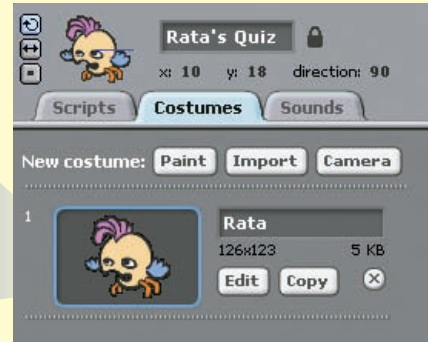 Rata's Quiz
x: 10 y: 18 direction: 90
Scripts Costumes Sounds
New costume: Paint Import Camera
1
Rata
126x123 5 KB
Edit Copy